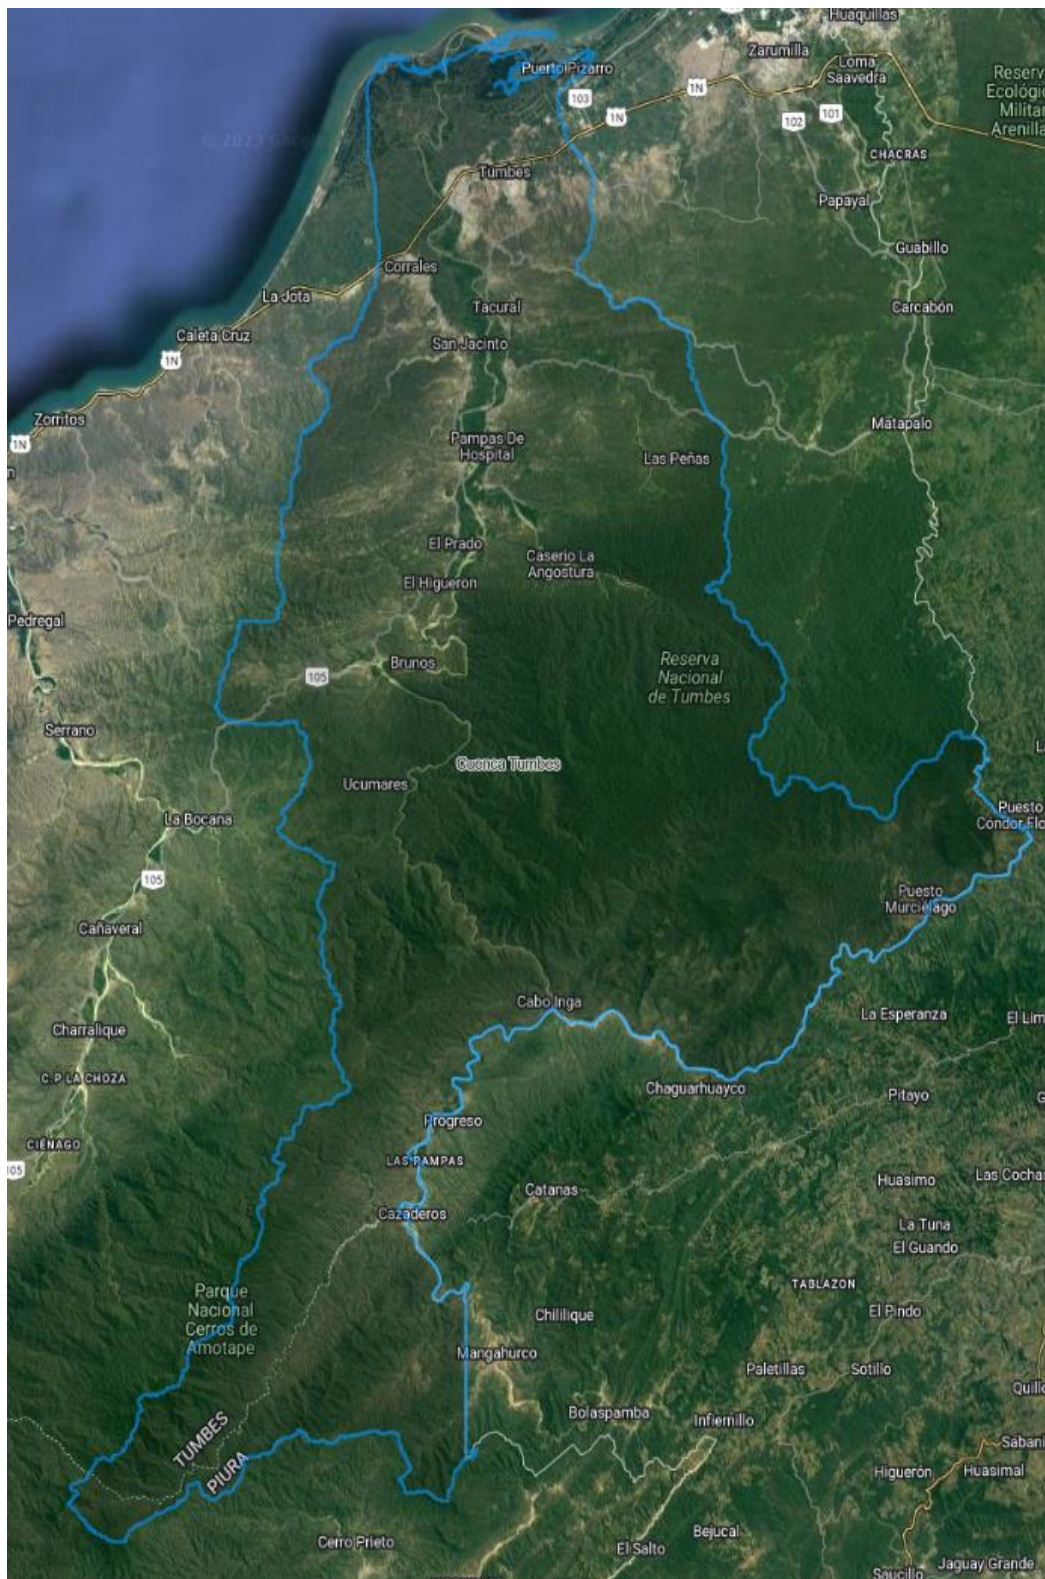 Huaquillas
Zarumilla
Loma
Saavedra
Puerto Pizarro
103
1N
1N
102
101
Reserv
Ecológic
Militar
Arenilla
CHACRAS
Tumbes
Papayal
Guabillo
Corrales
La Jota
Tacural
Carcabón
Caleta Cruz
San Jacinto
1N
Zorritos
1N
Matapalo
Pampas De
Hospital
Las Peñas
n
El Prado
Caserio La
Angostura
El Higueron
Pedregal
Brunos
105
Reserva
Nacional
de Tumbes
Serrano
Cuenca Tumbes
Ucumares
La Bocana
Puesto
Cóndor Flo
105
Puesto
Murciélago
Cañaveral
Cabo Inga
La Esperanza
El Lim
Charralique
C.P LA CHOZA
Chaguarhuayco
Pitayo
G
Progreso
CIÉNAGO
105
LAS PAMPAS
Catanas
Huasimo
Las Cochas
Cazaderos
La Tuna
El Guando
Parque
Nacional
Cerros de
Amotape
TABLAZON
Chililique
El Pindo
Mangahurco
Paletillas
Sotillo
Quillo
Bolaspamba
Infiernillo
TUMBES
PIURA
Sabani
Higuerón
Huasimal
Cerro Prieto
El Salto
Bejucal
Saucillo
Jaguay Grande